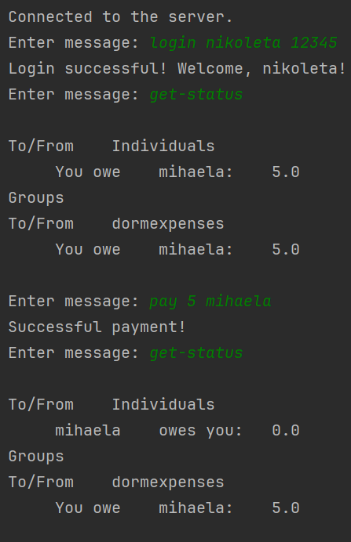 Connected to the server.
Enter message: login nikoleta 12345
Login successful! Welcome, nikoleta!
Enter message: get-status
To/From    Individuals
     You owe    mihaela:    5.0
Groups
To/From    dormexpenses
     You owe    mihaela:    5.0
Enter message: pay 5 mihaela
Successful payment!
Enter message: get-status
To/From    Individuals
     mihaela    owes you:   0.0
Groups
To/From    dormexpenses
     You owe    mihaela:    5.0